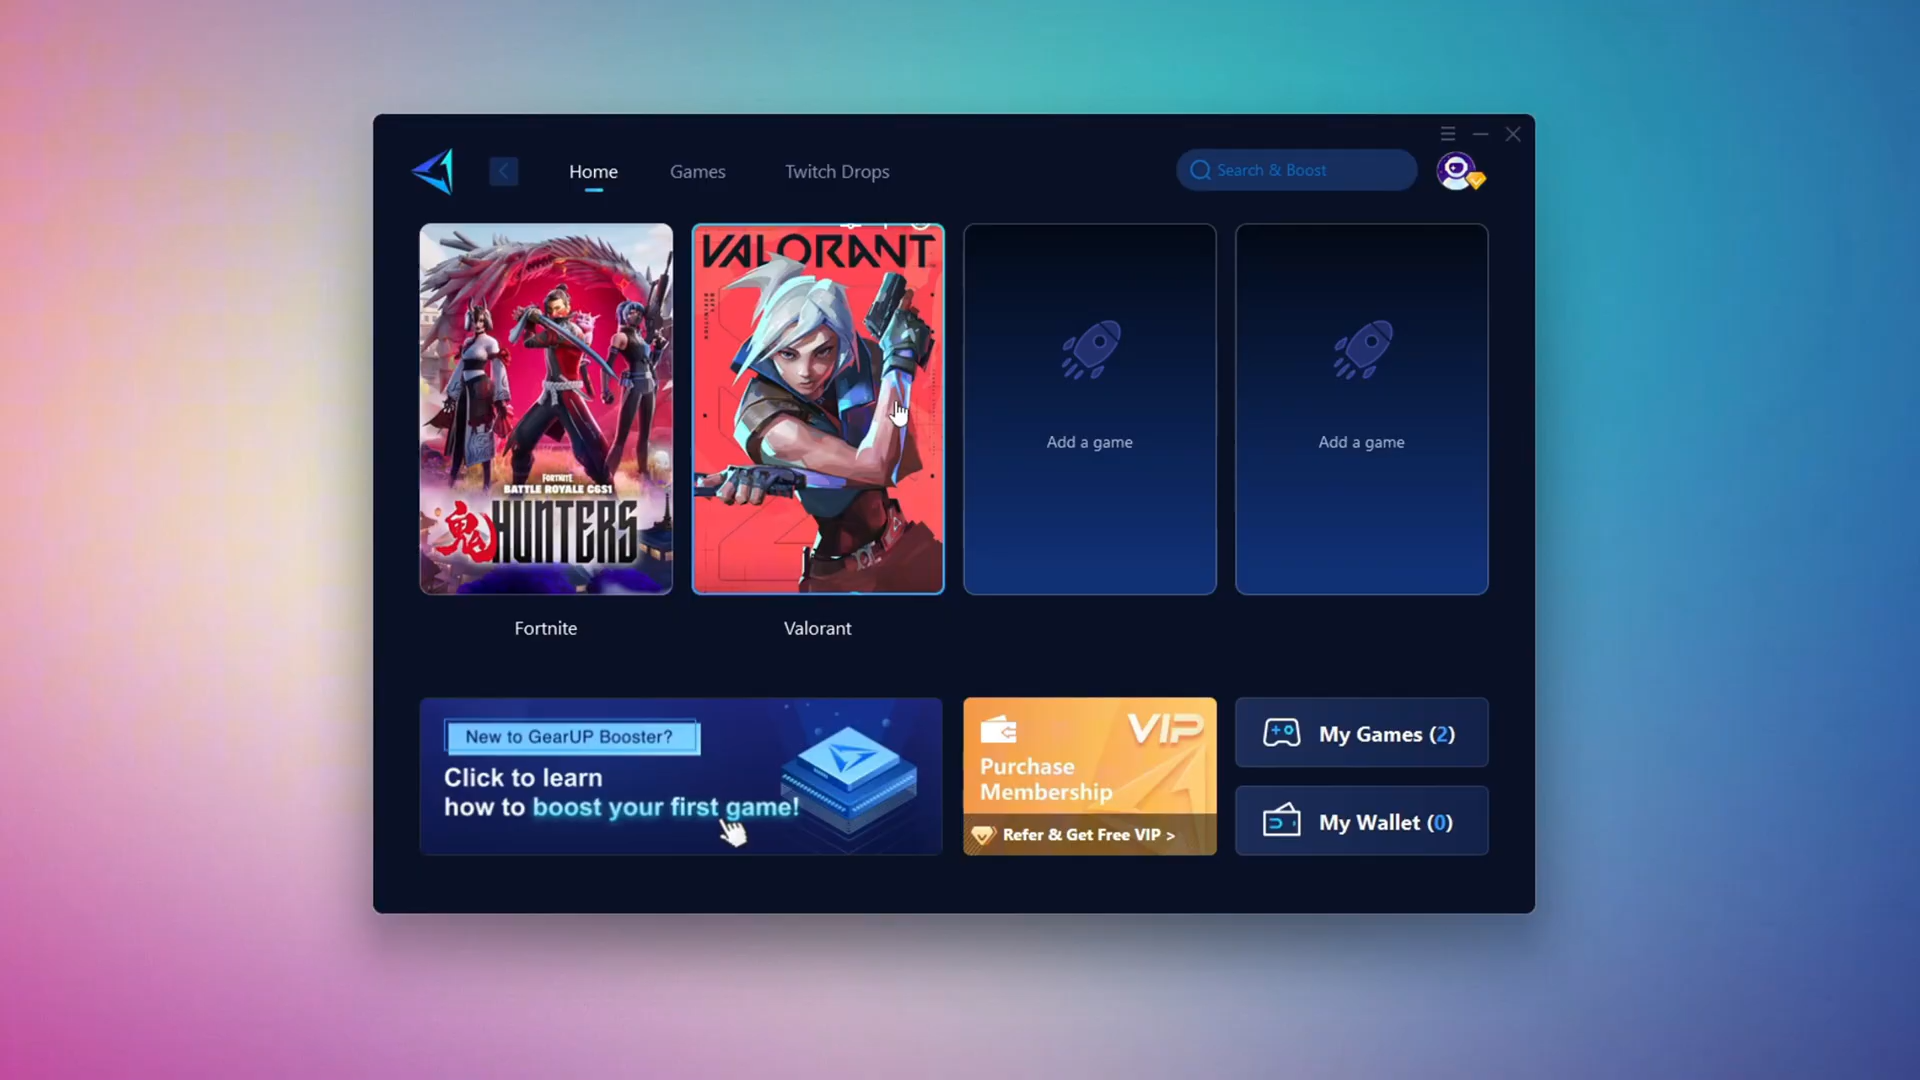 Home
Games
Twitch Drops
Search & Boost
VALORANT
FORTNITE
BATTLE ROYALE C6S1
鬼 HUNTERS
Add a game
Add a game
Fortnite
Valorant
New to GearUP Booster?
Click to learn
how to boost your first game!
VIP
Purchase
Membership
Refer & Get Free VIP >
My Games (2)
My Wallet (0)